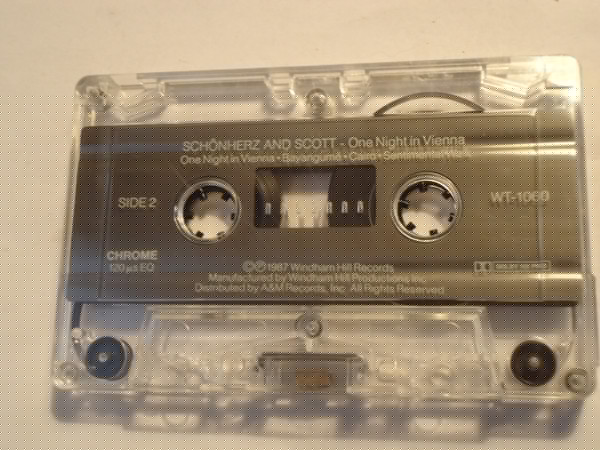 SCHÖNHERZ AND SCOTT - One Night in Vienna
One Night in Vienna • Bayangumé • Cairo • Sentimental Walk
SIDE 2
WT-1060
CHROME
120 µs EQ
©℗ 1987 Windham Hill Records
Manufactured by Windham Hill Productions Inc.
Distributed by A&M Records, Inc. All Rights Reserved
DOLBY HX PRO